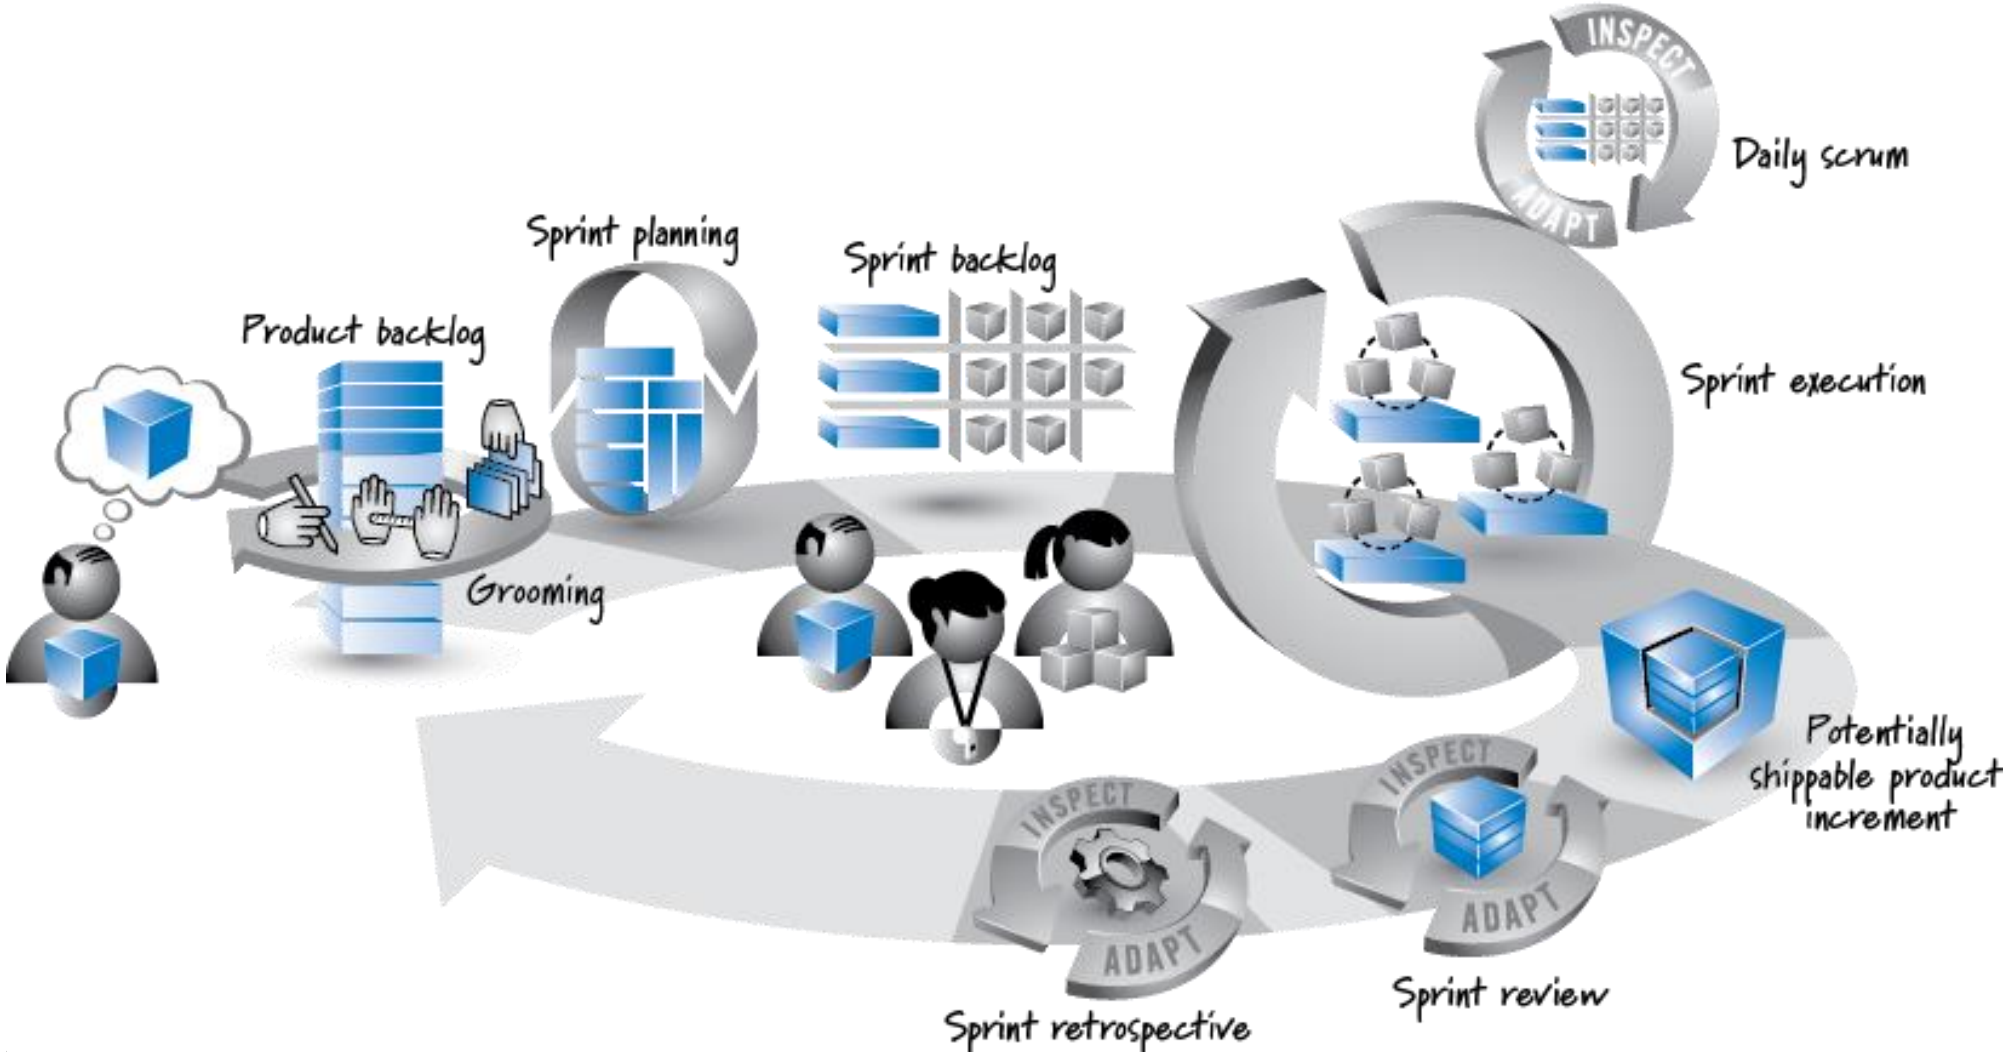 INSPECT
ADAPT
Daily scrum
Sprint planning
Sprint backlog
Product backlog
Sprint execution
Grooming
Potentially
shippable product
increment
INSPECT
ADAPT
Sprint review
INSPECT
ADAPT
Sprint retrospective